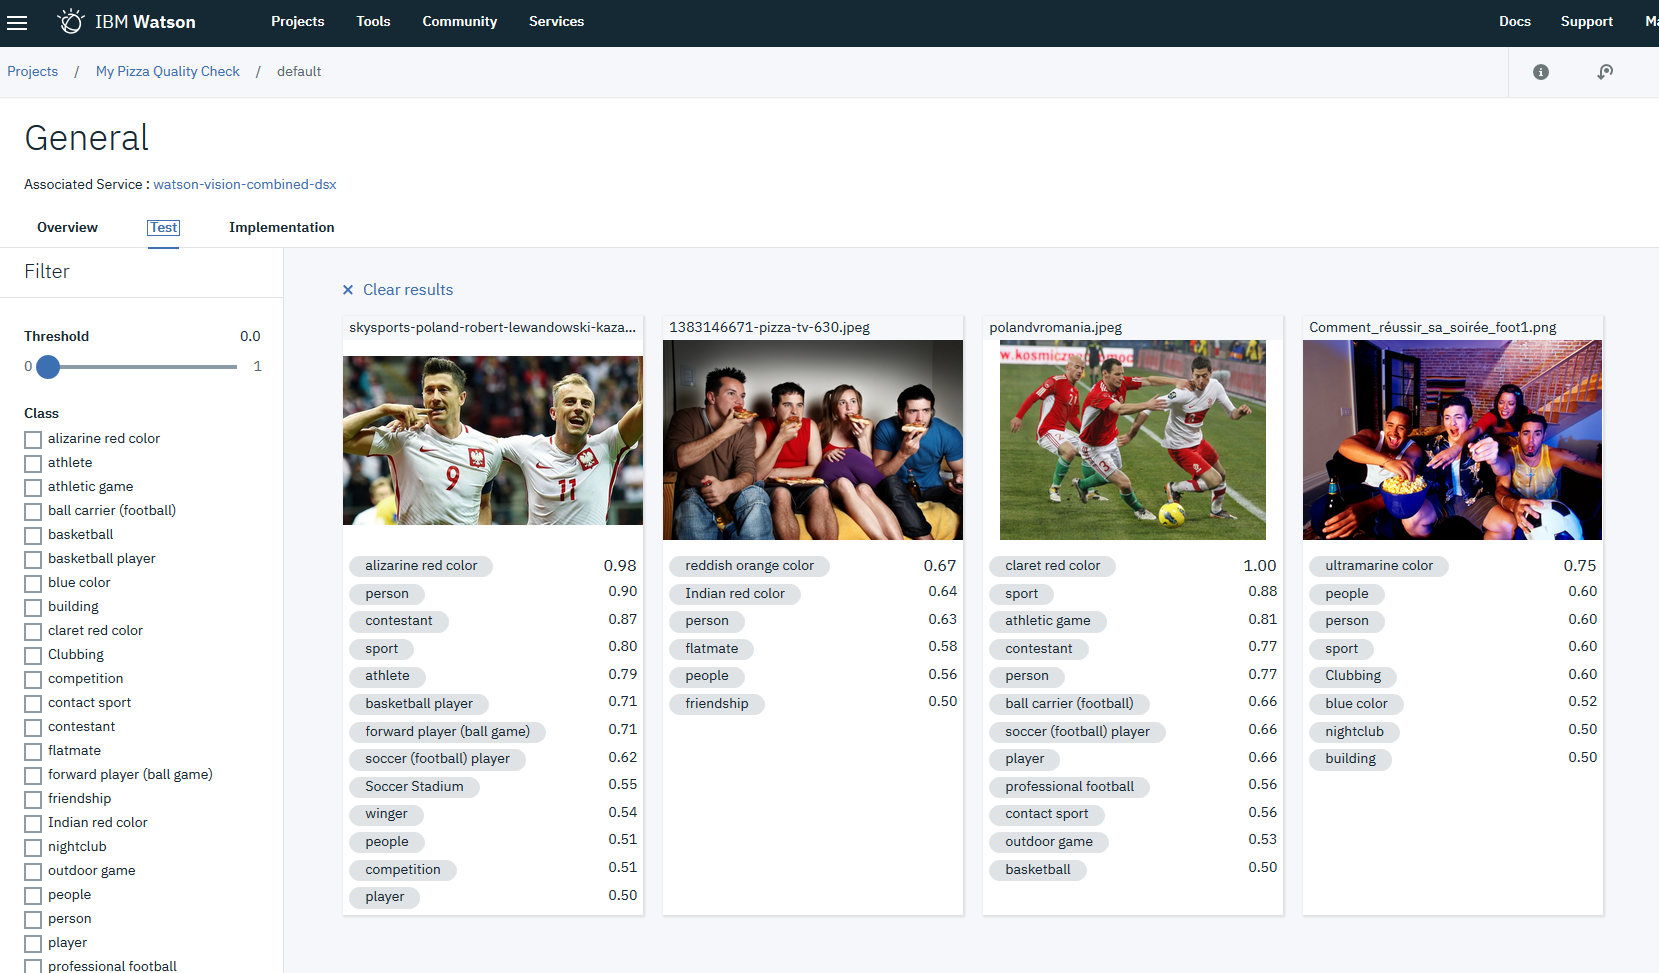 IBM Watson Projects Tools Community Services Docs Support
Projects / My Pizza Quality Check / default
General
Associated Service : watson-vision-combined-dsx
Overview Test Implementation
Filter
Threshold 0.0
0 1
Class
alizarine red color
athlete
athletic game
ball carrier (football)
basketball
basketball player
blue color
building
claret red color
Clubbing
competition
contact sport
contestant
flatmate
forward player (ball game)
friendship
Indian red color
nightclub
outdoor game
people
person
player
professional football
× Clear results
skysports-poland-robert-lewandowski-kaza...
9
11
alizarine red color 0.98
person 0.90
contestant 0.87
sport 0.80
athlete 0.79
basketball player 0.71
forward player (ball game) 0.71
soccer (football) player 0.62
Soccer Stadium 0.55
winger 0.54
people 0.51
competition 0.51
player 0.50
1383146671-pizza-tv-630.jpeg
reddish orange color 0.67
Indian red color 0.64
person 0.63
flatmate 0.58
people 0.56
friendship 0.50
polandvromania.jpeg
claret red color 1.00
sport 0.88
athletic game 0.81
contestant 0.77
person 0.77
ball carrier (football) 0.66
soccer (football) player 0.66
player 0.66
professional football 0.56
contact sport 0.56
outdoor game 0.53
basketball 0.50
Comment_réussir_sa_soirée_foot1.png
ultramarine color 0.75
people 0.60
person 0.60
sport 0.60
Clubbing 0.60
blue color 0.52
nightclub 0.50
building 0.50